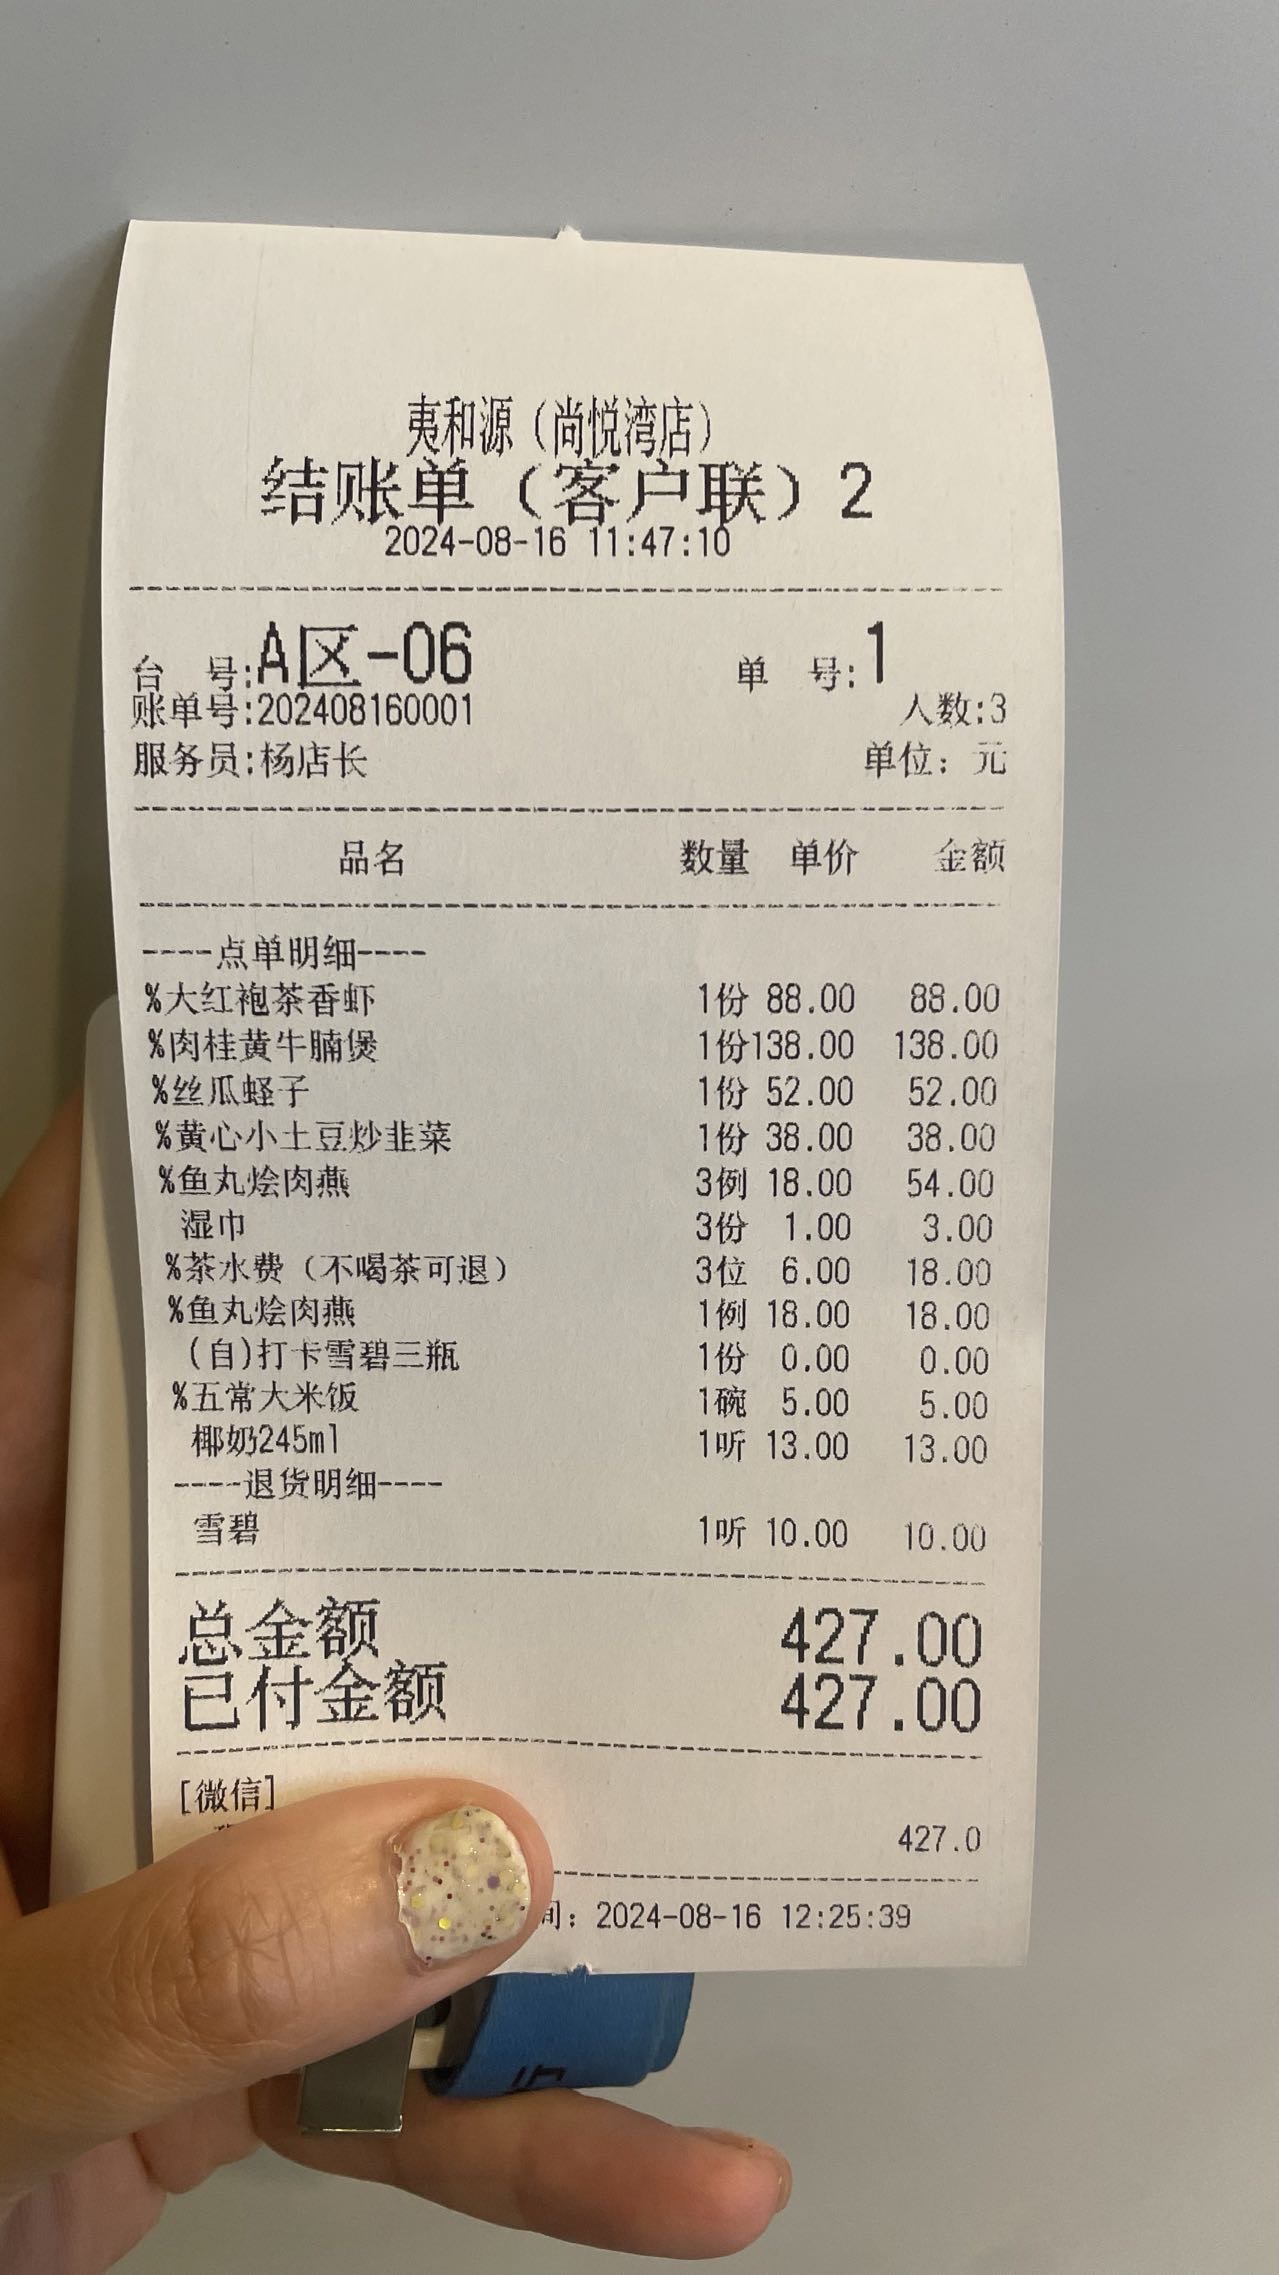 夷和源（尚悦湾店）
结账单（客户联）2
2024-08-16 11:47:10
台 号:A区-06 单 号:1
账单号:202408160001 人数:3
服务员:杨店长 单位: 元
品名 数量 单价 金额
----点单明细----
%大红袍茶香虾 1份 88.00 88.00
%肉桂黄牛腩煲 1份138.00 138.00
%丝瓜蛏子 1份 52.00 52.00
%黄心小土豆炒韭菜 1份 38.00 38.00
%鱼丸烩肉燕 3例 18.00 54.00
湿巾 3份 1.00 3.00
%茶水费（不喝茶可退） 3位 6.00 18.00
%鱼丸烩肉燕 1例 18.00 18.00
(自)打卡雪碧三瓶 1份 0.00 0.00
%五常大米饭 1碗 5.00 5.00
椰奶245ml 1听 13.00 13.00
----退货明细----
雪碧 1听 10.00 10.00
总金额 427.00
已付金额 427.00
[微信]
427.0
间: 2024-08-16 12:25:39